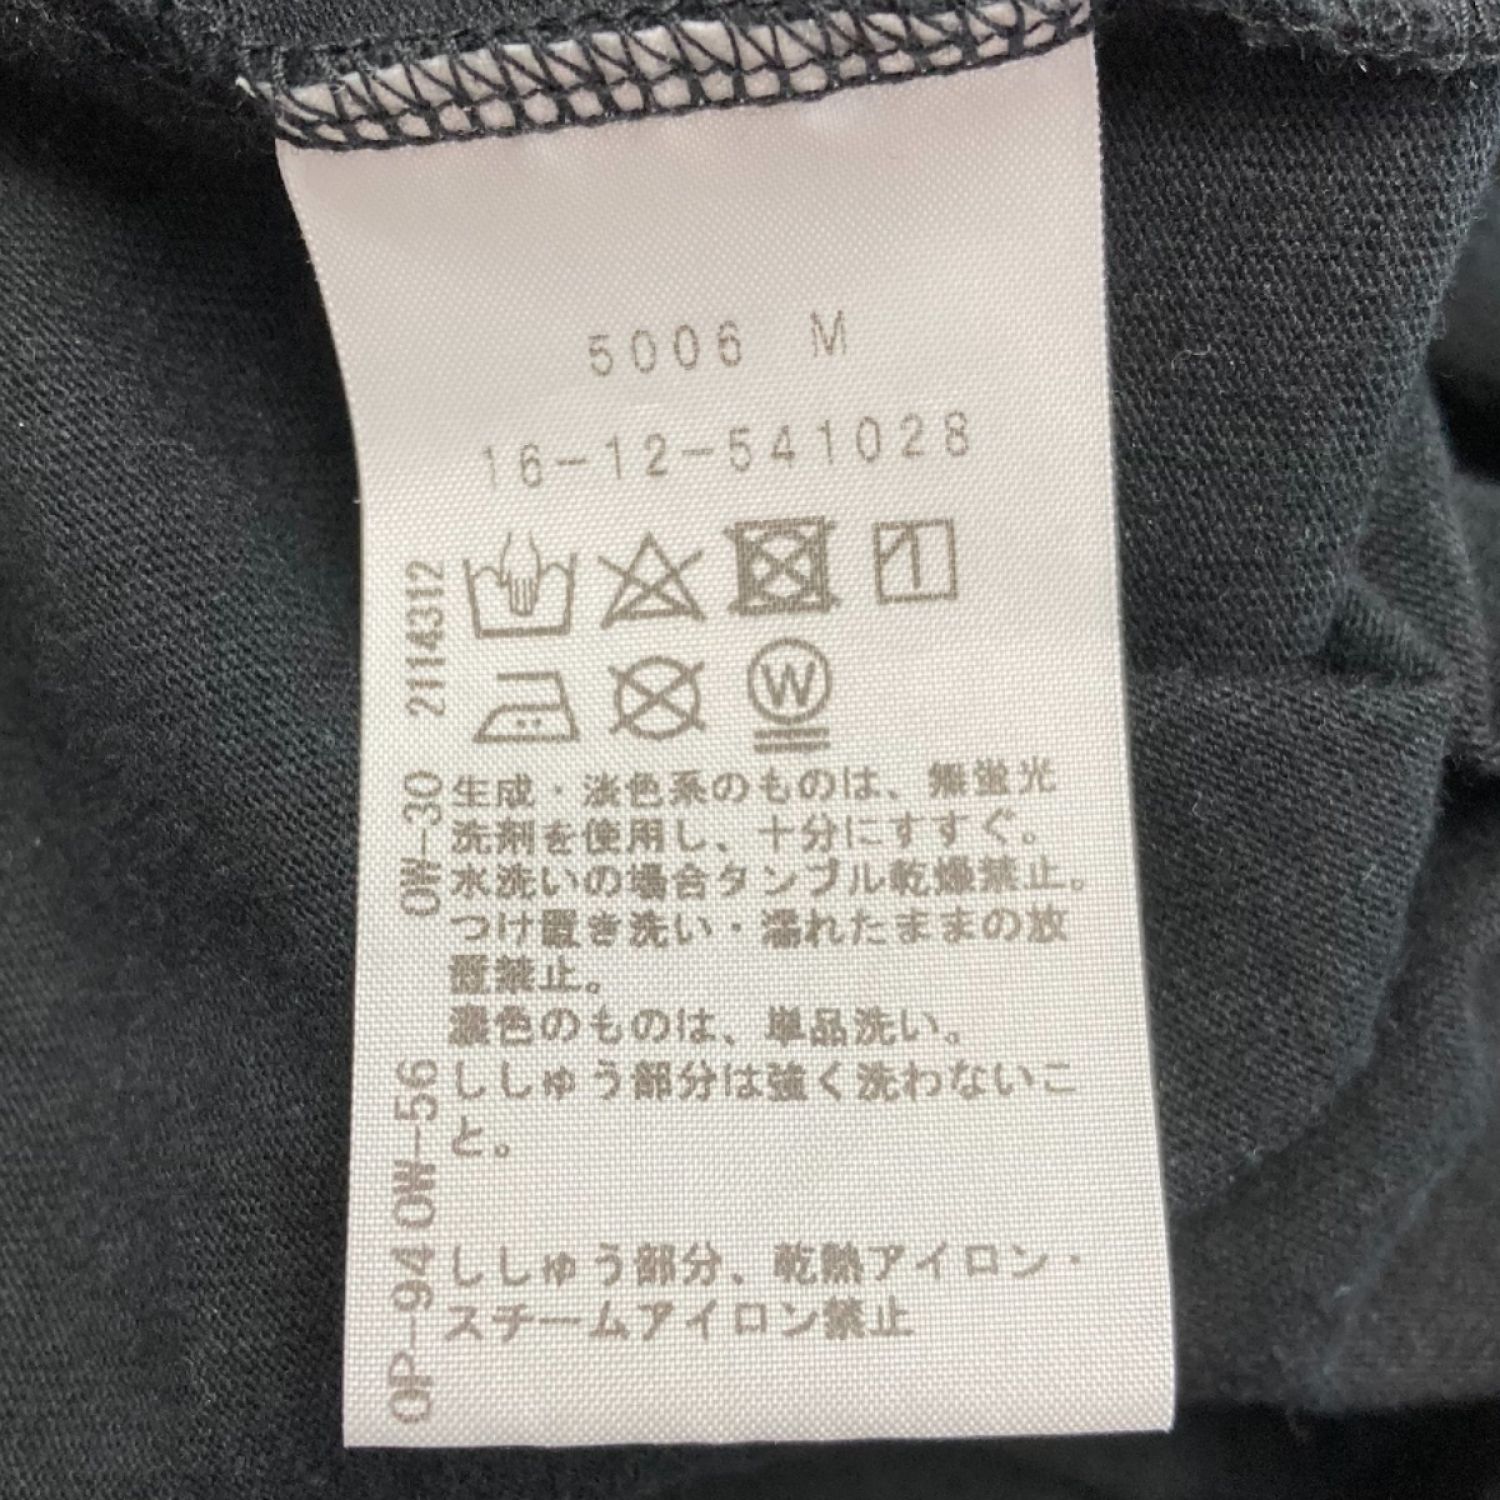 5006 M
16-12-541028
W
生成・淡色系のものは、無蛍光
洗剤を使用し、十分にすすぐ。
水洗いの場合タンブル乾燥禁止。
つけ置き洗い・濡れたままの放
置禁止。
濃色のものは、単品洗い。
ししゅう部分は強く洗わないこ
と。
ししゅう部分、乾熱アイロン・
スチームアイロン禁止
OP-94 OW-56 OW-30 2114312